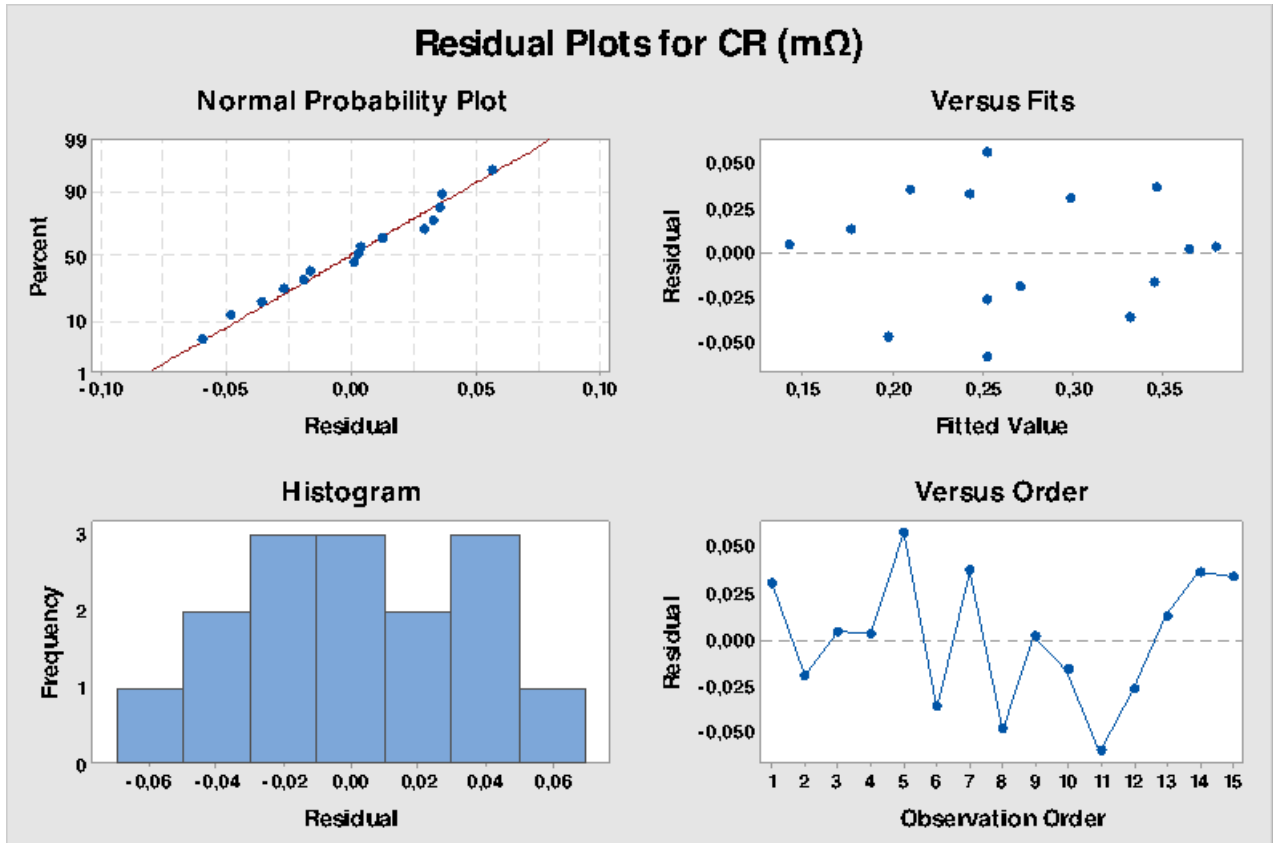 Residual Plots for CR (mΩ)
Normal Probability Plot
99
90
50
10
1
Percent
-0,10 -0,05 0,00 0,05 0,10
Residual
Versus Fits
0,050
0,025
0,000
-0,025
-0,050
Residual
0,15 0,20 0,25 0,30 0,35
Fitted Value
Histogram
3
2
1
0
Frequency
-0,06 -0,04 -0,02 0,00 0,02 0,04 0,06
Residual
Versus Order
0,050
0,025
0,000
-0,025
-0,050
Residual
1 2 3 4 5 6 7 8 9 10 11 12 13 14 15
Observation Order